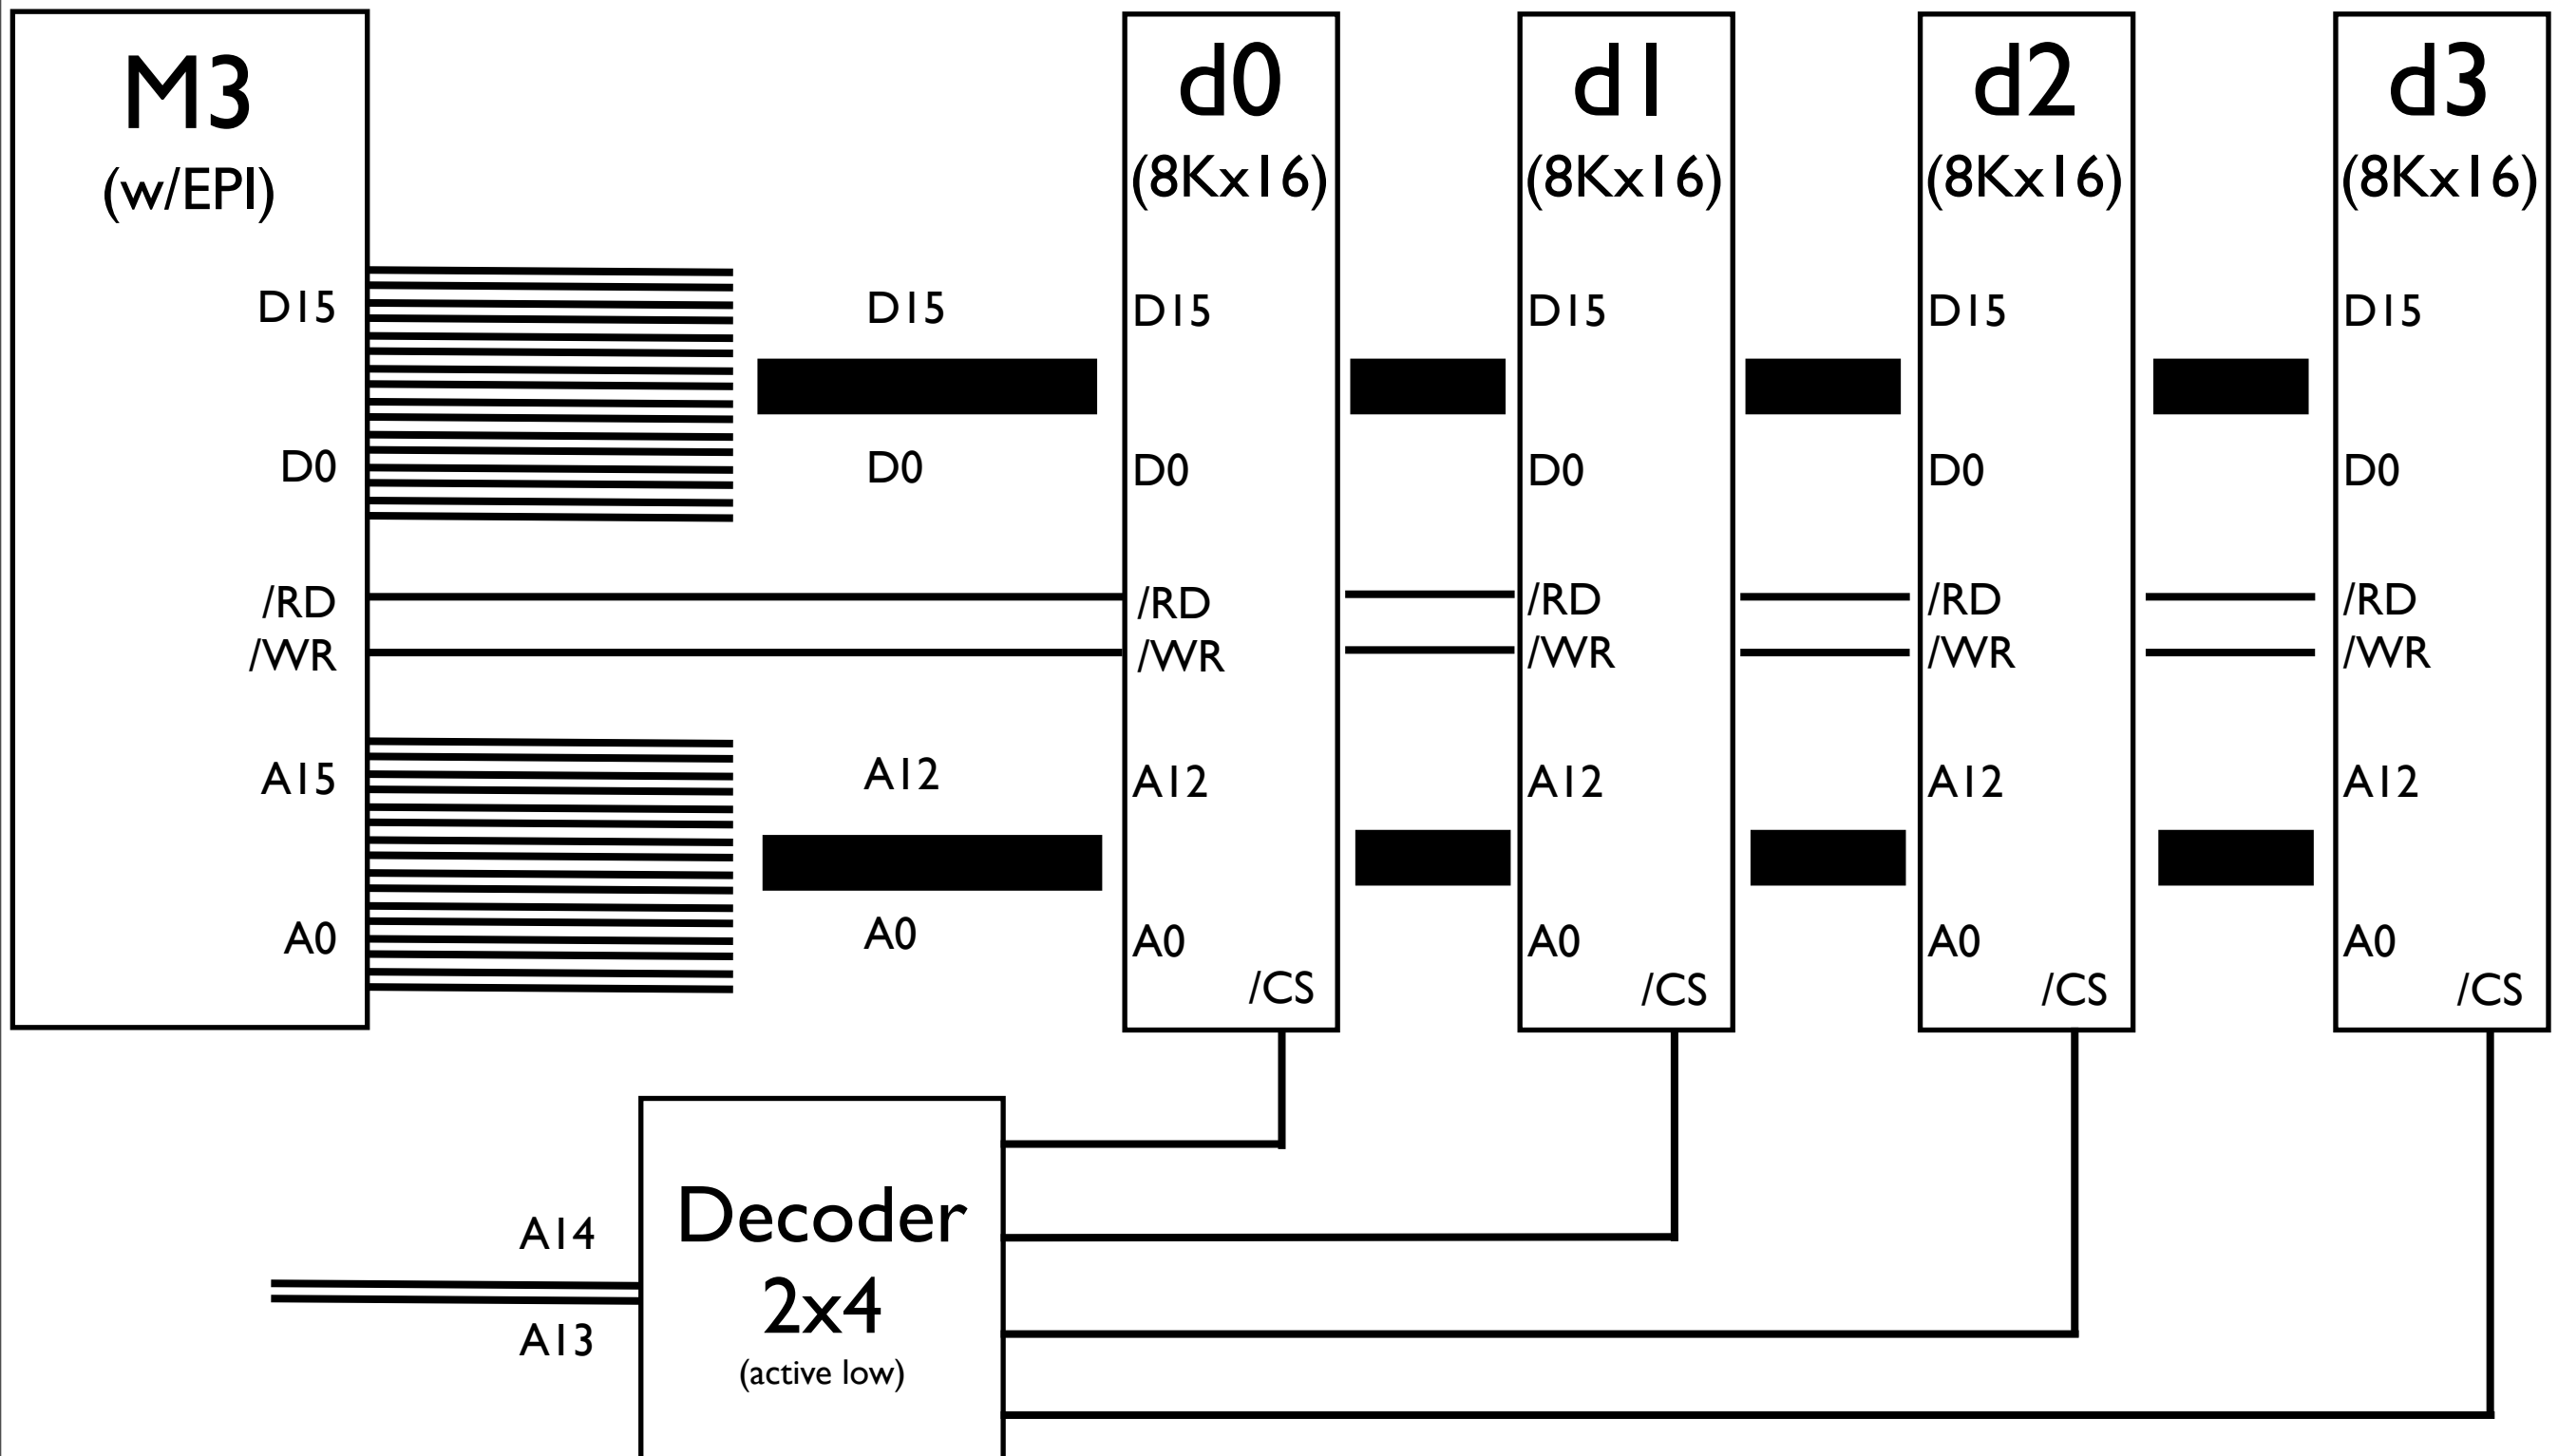 M3
(w/EPI)
D15
D0
/RD
/WR
A15
A0
D15
D0
A12
A0
d0
(8Kx16)
D15
D0
/RD
/WR
A12
A0
/CS
d1
(8Kx16)
D15
D0
/RD
/WR
A12
A0
/CS
d2
(8Kx16)
D15
D0
/RD
/WR
A12
A0
/CS
d3
(8Kx16)
D15
D0
/RD
/WR
A12
A0
/CS
A14
A13
Decoder
2x4
(active low)